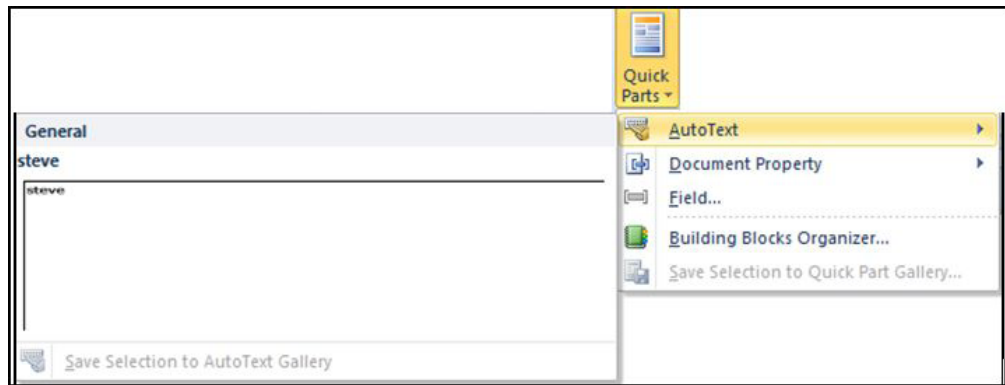 Quick
Parts
General
steve
steve
Save Selection to AutoText Gallery
AutoText
Document Property
Field...
Building Blocks Organizer...
Save Selection to Quick Part Gallery...